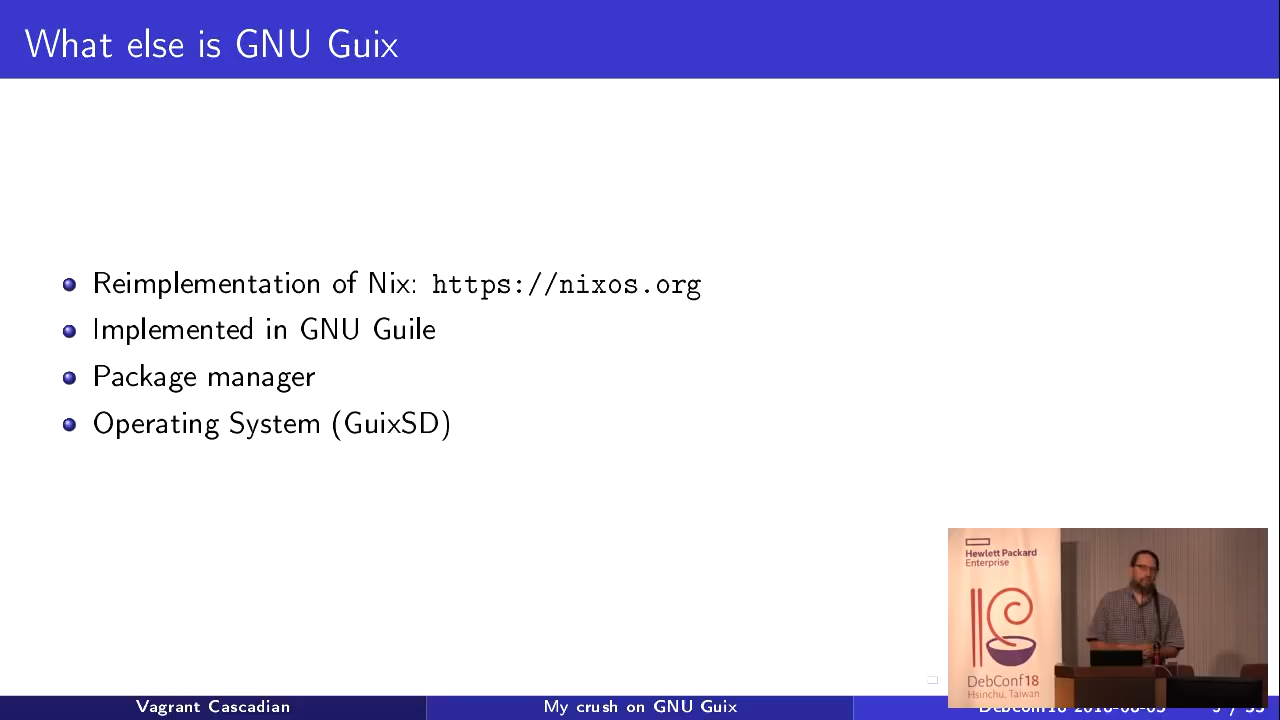 What else is GNU Guix
Reimplementation of Nix: https://nixos.org
Implemented in GNU Guile
Package manager
Operating System (GuixSD)
Hewlett Packard
Enterprise
DebConf18
Hsinchu, Taiwan
Vagrant Cascadian
My crush on GNU Guix